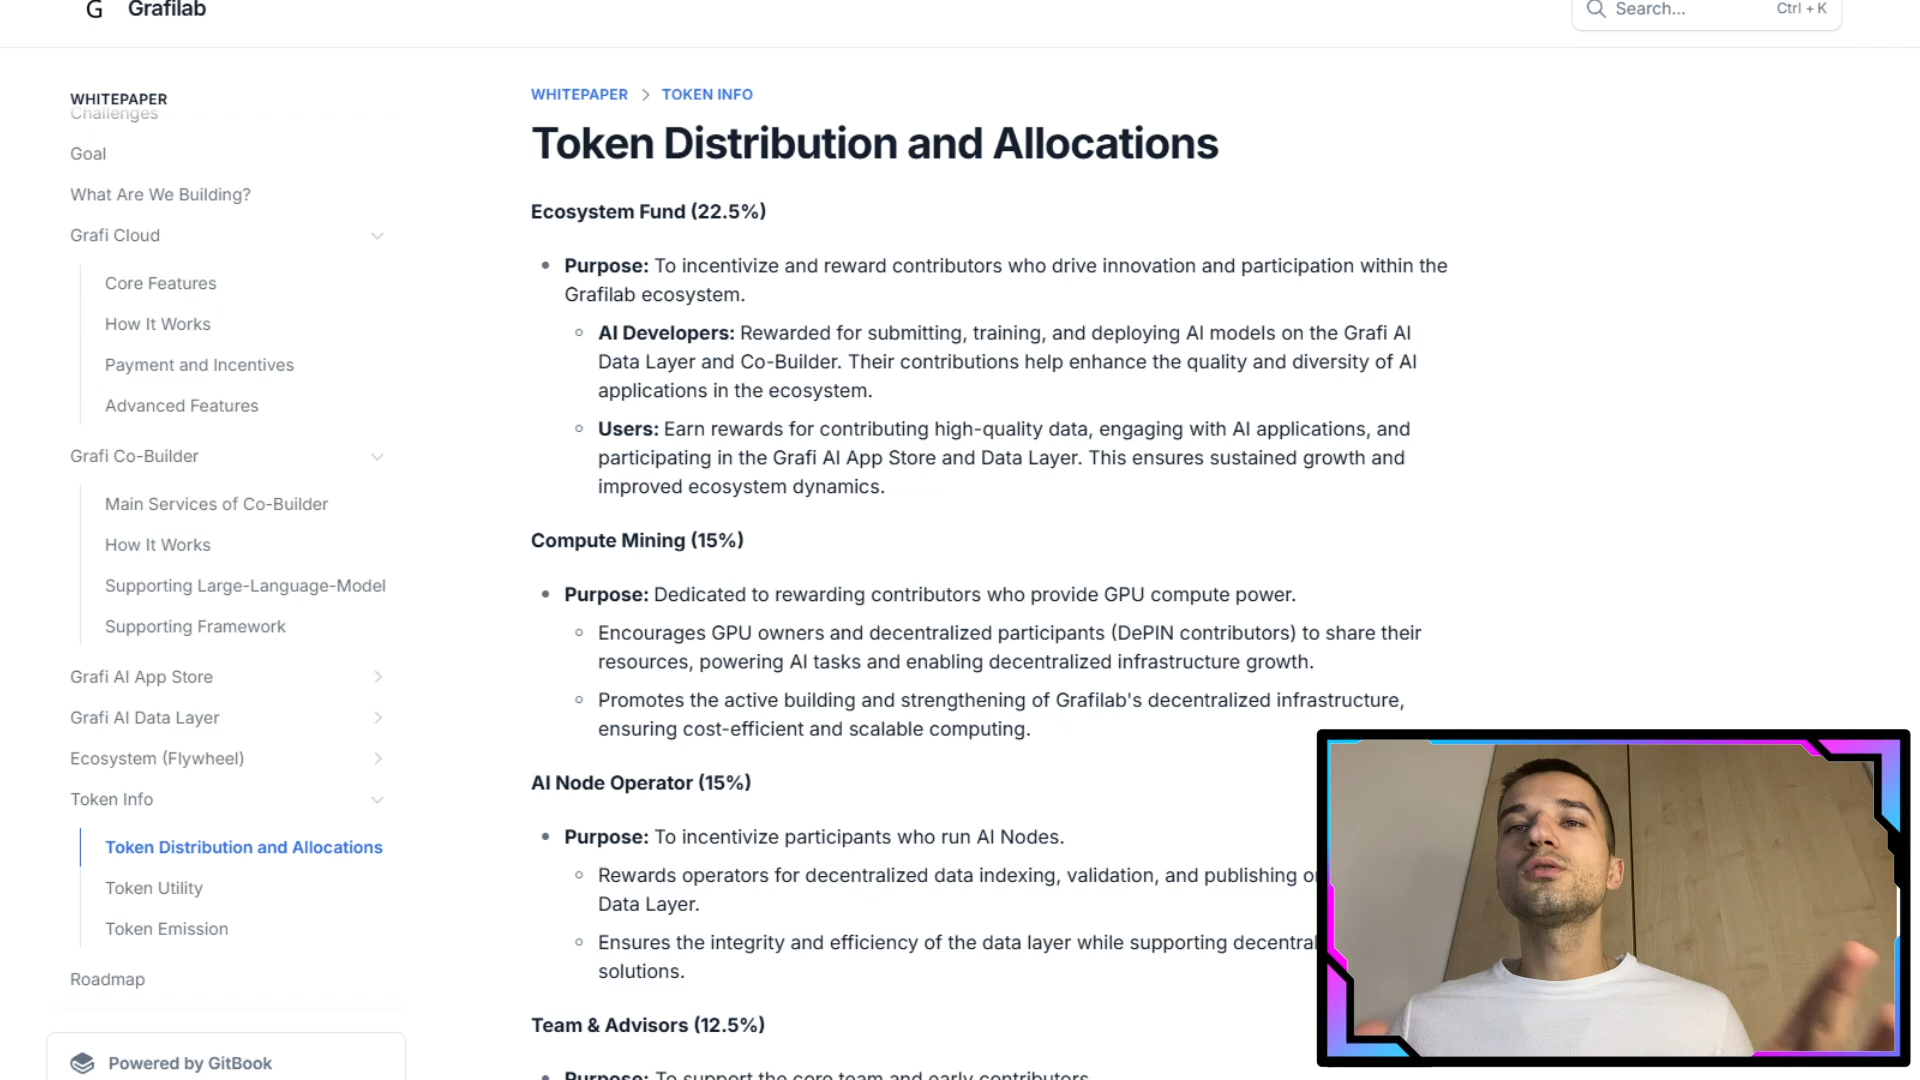 G Grafilab
Search... Ctrl + K
WHITEPAPER
Challenges
Goal
What Are We Building?
Grafi Cloud
Core Features
How It Works
Payment and Incentives
Advanced Features
Grafi Co-Builder
Main Services of Co-Builder
How It Works
Supporting Large-Language-Model
Supporting Framework
Grafi AI App Store
Grafi AI Data Layer
Ecosystem (Flywheel)
Token Info
Token Distribution and Allocations
Token Utility
Token Emission
Roadmap
Powered by GitBook
WHITEPAPER > TOKEN INFO
Token Distribution and Allocations
Ecosystem Fund (22.5%)
• Purpose: To incentivize and reward contributors who drive innovation and participation within the
Grafilab ecosystem.
◦ AI Developers: Rewarded for submitting, training, and deploying AI models on the Grafi AI
Data Layer and Co-Builder. Their contributions help enhance the quality and diversity of AI
applications in the ecosystem.
◦ Users: Earn rewards for contributing high-quality data, engaging with AI applications, and
participating in the Grafi AI App Store and Data Layer. This ensures sustained growth and
improved ecosystem dynamics.
Compute Mining (15%)
• Purpose: Dedicated to rewarding contributors who provide GPU compute power.
◦ Encourages GPU owners and decentralized participants (DePIN contributors) to share their
resources, powering AI tasks and enabling decentralized infrastructure growth.
◦ Promotes the active building and strengthening of Grafilab's decentralized infrastructure,
ensuring cost-efficient and scalable computing.
AI Node Operator (15%)
• Purpose: To incentivize participants who run AI Nodes.
◦ Rewards operators for decentralized data indexing, validation, and publishing
Data Layer.
◦ Ensures the integrity and efficiency of the data layer while supporting
solutions.
Team & Advisors (12.5%)
• Purpose: To support the core team and early contributors